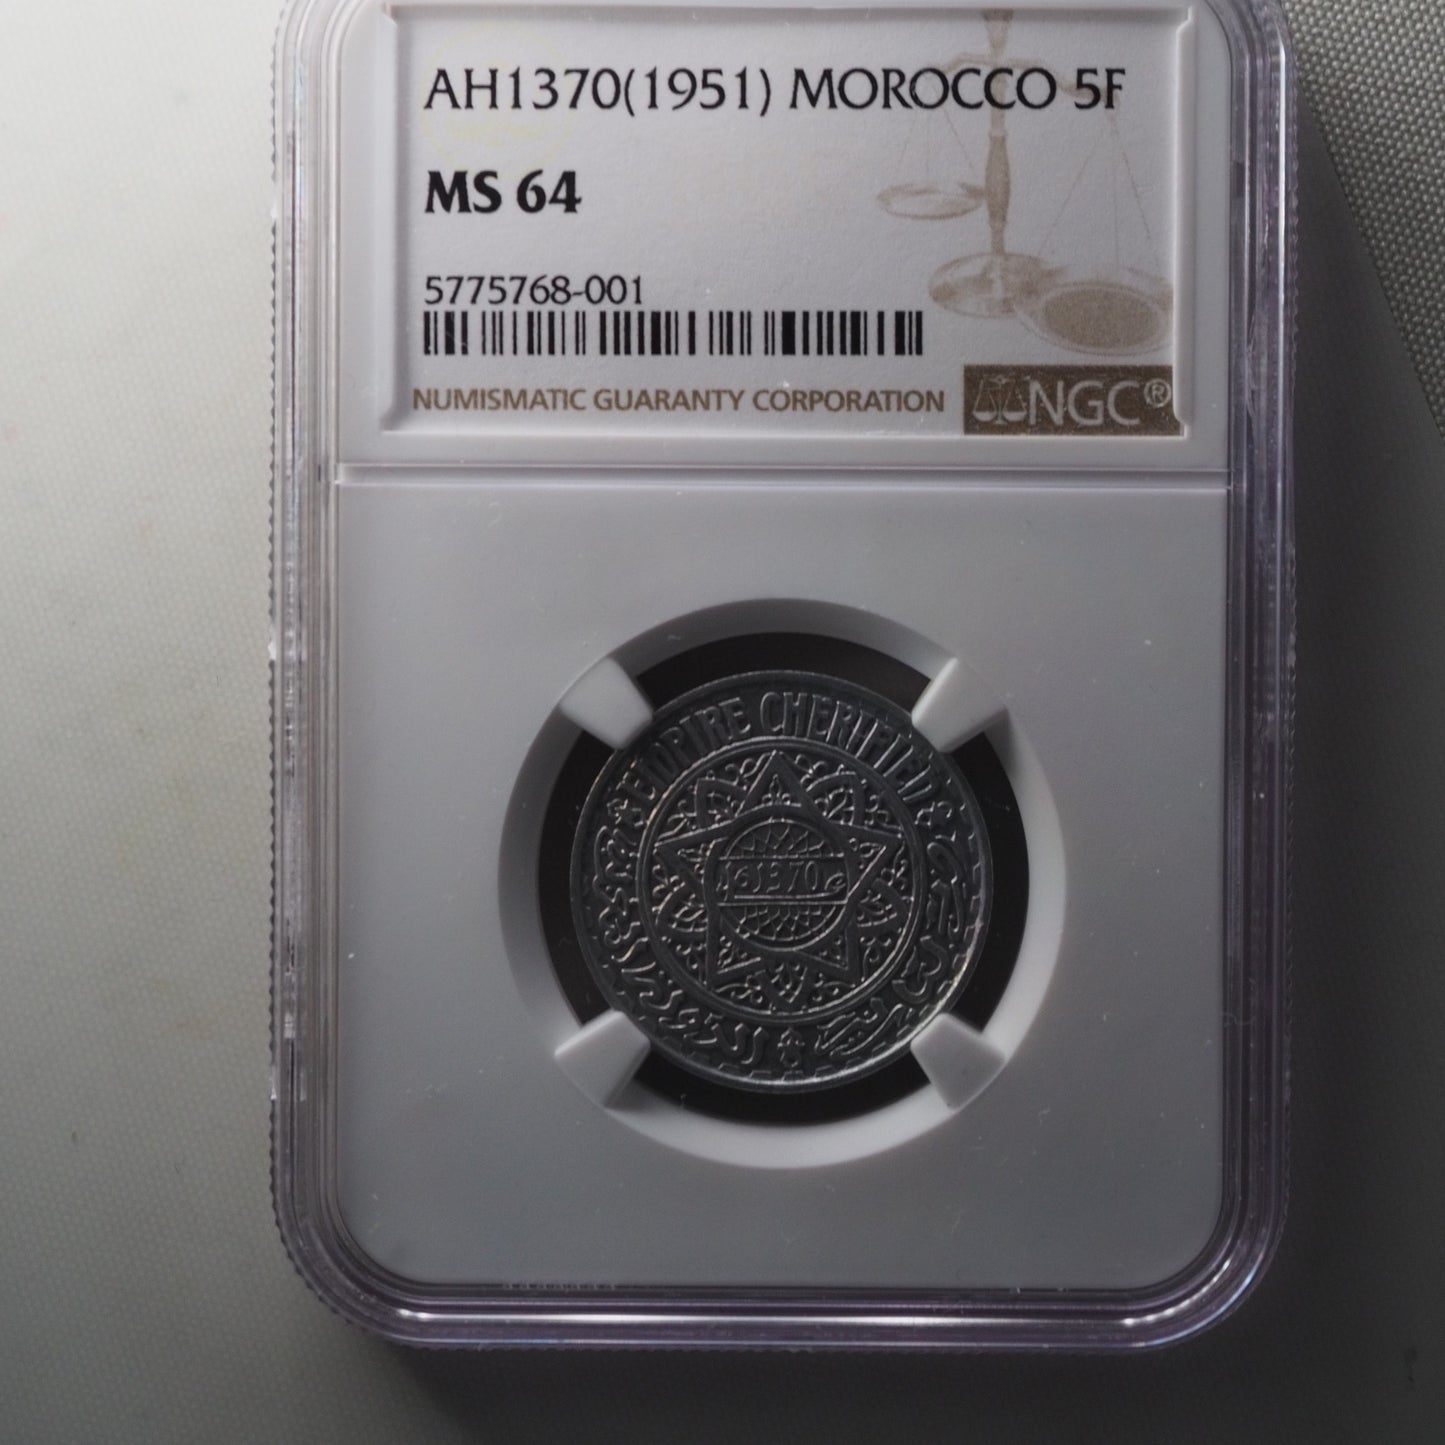 AH1370(1951) MOROCCO 5F
MS 64
5775768-001
NUMISMATIC GUARANTY CORPORATION
NGC®
EMPIRE CHERIFIEN
1370